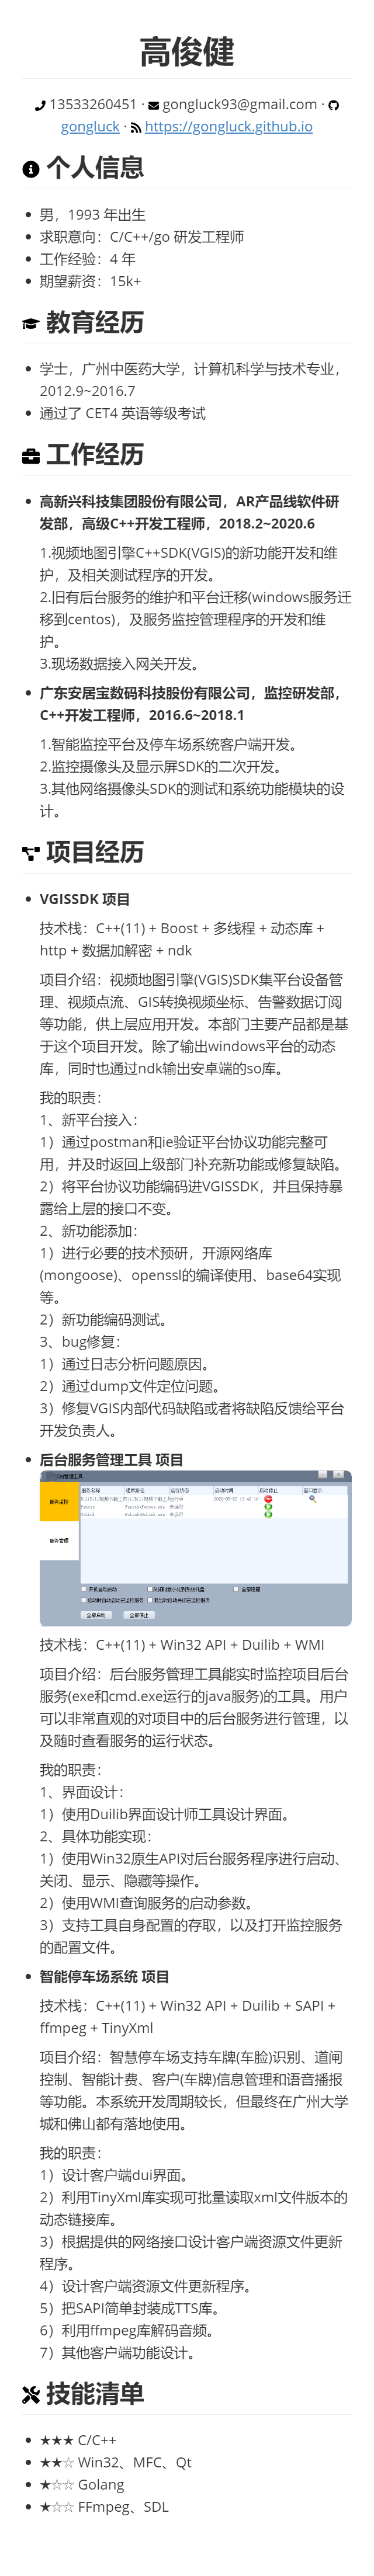 高俊健
13533260451 · gongluck93@gmail.com ·
gongluck · https://gongluck.github.io
个人信息
男，1993 年出生
求职意向：C/C++/go 研发工程师
工作经验：4 年
期望薪资：15k+
教育经历
学士，广州中医药大学，计算机科学与技术专业，
2012.9~2016.7
通过了 CET4 英语等级考试
工作经历
高新兴科技集团股份有限公司，AR产品线软件研
发部，高级C++开发工程师，2018.2~2020.6
1.视频地图引擎C++SDK(VGIS)的新功能开发和维
护，及相关测试程序的开发。
2.旧有后台服务的维护和平台迁移(windows服务迁
移到centos)，及服务监控管理程序的开发和维
护。
3.现场数据接入网关开发。
广东安居宝数码科技股份有限公司，监控研发部，
C++开发工程师，2016.6~2018.1
1.智能监控平台及停车场系统客户端开发。
2.监控摄像头及显示屏SDK的二次开发。
3.其他网络摄像头SDK的测试和系统功能模块的设
计。
项目经历
VGISSDK 项目
技术栈：C++(11) + Boost + 多线程 + 动态库 +
http + 数据加解密 + ndk
项目介绍：视频地图引擎(VGIS)SDK集平台设备管
理、视频点流、GIS转换视频坐标、告警数据订阅
等功能，供上层应用开发。本部门主要产品都是基
于这个项目开发。除了输出windows平台的动态
库，同时也通过ndk输出安卓端的so库。
我的职责：
1、新平台接入：
1）通过postman和ie验证平台协议功能完整可
用，并及时返回上级部门补充新功能或修复缺陷。
2）将平台协议功能编码进VGISSDK，并且保持暴
露给上层的接口不变。
2、新功能添加：
1）进行必要的技术预研，开源网络库
(mongoose)、openssl的编译使用、base64实现
等。
2）新功能编码测试。
3、bug修复：
1）通过日志分析问题原因。
2）通过dump文件定位问题。
3）修复VGIS内部代码缺陷或者将缺陷反馈给平台
开发负责人。
后台服务管理工具 项目
管理工具
服务名称 程序路径 运行状态 启动时间 启动停止 窗口显示
服务监控
服务管理
开机自动启动 关闭时最小化到系统托盘 全部隐藏
启动时自动启动已监控服务 退出时自动关闭已监控服务
全部启动 全部停止
技术栈：C++(11) + Win32 API + Duilib + WMI
项目介绍：后台服务管理工具能实时监控项目后台
服务(exe和cmd.exe运行的java服务)的工具。用户
可以非常直观的对项目中的后台服务进行管理，以
及随时查看服务的运行状态。
我的职责：
1、界面设计：
1）使用Duilib界面设计师工具设计界面。
2、具体功能实现：
1）使用Win32原生API对后台服务程序进行启动、
关闭、显示、隐藏等操作。
2）使用WMI查询服务的启动参数。
3）支持工具自身配置的存取，以及打开监控服务
的配置文件。
智能停车场系统 项目
技术栈：C++(11) + Win32 API + Duilib + SAPI +
ffmpeg + TinyXml
项目介绍：智慧停车场支持车牌(车脸)识别、道闸
控制、智能计费、客户(车牌)信息管理和语音播报
等功能。本系统开发周期较长，但最终在广州大学
城和佛山都有落地使用。
我的职责：
1）设计客户端dui界面。
2）利用TinyXml库实现可批量读取xml文件版本的
动态链接库。
3）根据提供的网络接口设计客户端资源文件更新
程序。
4）设计客户端资源文件更新程序。
5）把SAPI简单封装成TTS库。
6）利用ffmpeg库解码音频。
7）其他客户端功能设计。
技能清单
★★★ C/C++
★★☆ Win32、MFC、Qt
★☆☆ Golang
★☆☆ FFmpeg、SDL